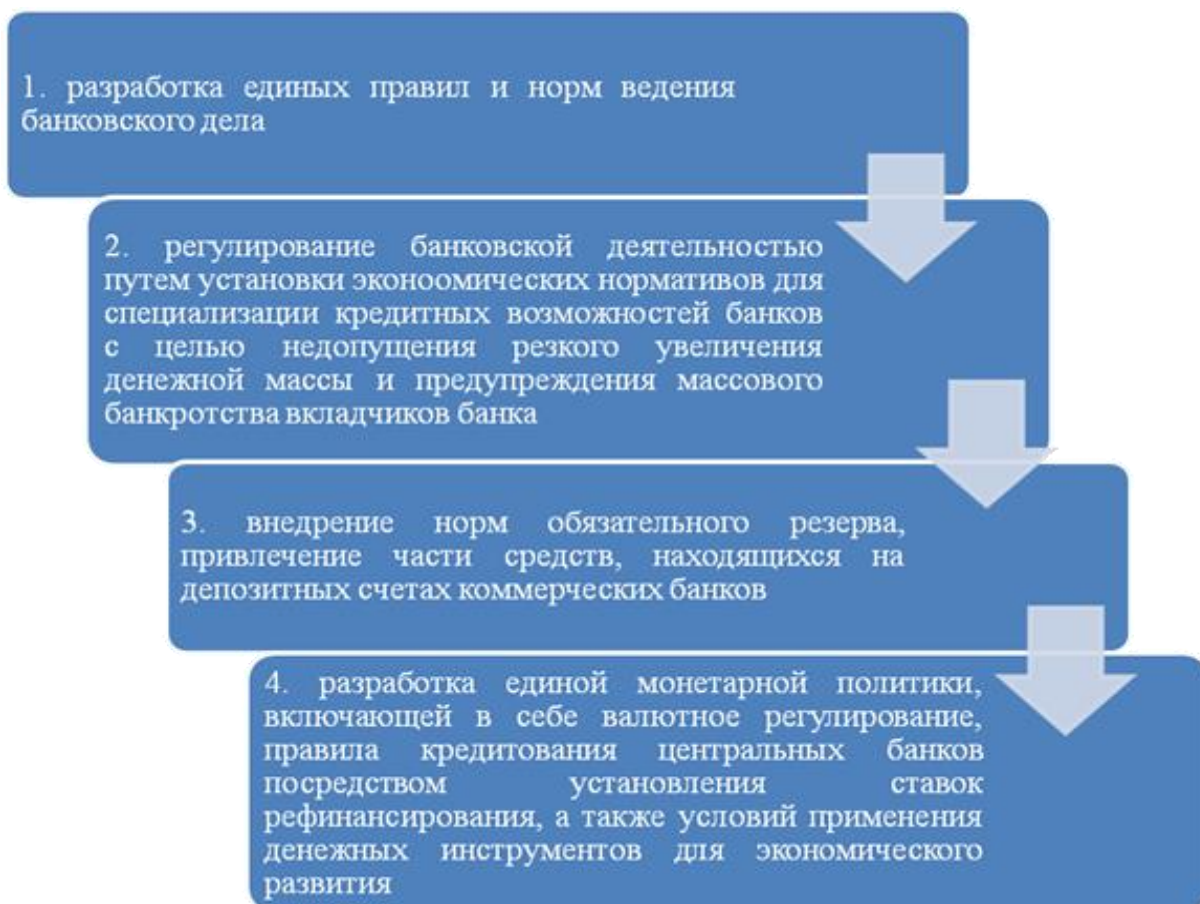 1. разработка единых правил и норм ведения
банковского дела
2. регулирование банковской деятельностью
путем установки эконоомических нормативов для
специализации кредитных возможностей банков
с целью недопущения резкого увеличения
денежной массы и предупреждения массового
банкротства вкладчиков банка
3. внедрение норм обязательного резерва,
привлечение части средств, находящихся на
депозитных счетах коммерческих банков
4. разработка единой монетарной политики,
включающей в себе валютное регулирование,
правила кредитования центральных банков
посредством установления ставок
рефинансирования, а также условий применения
денежных инструментов для экономического
развития